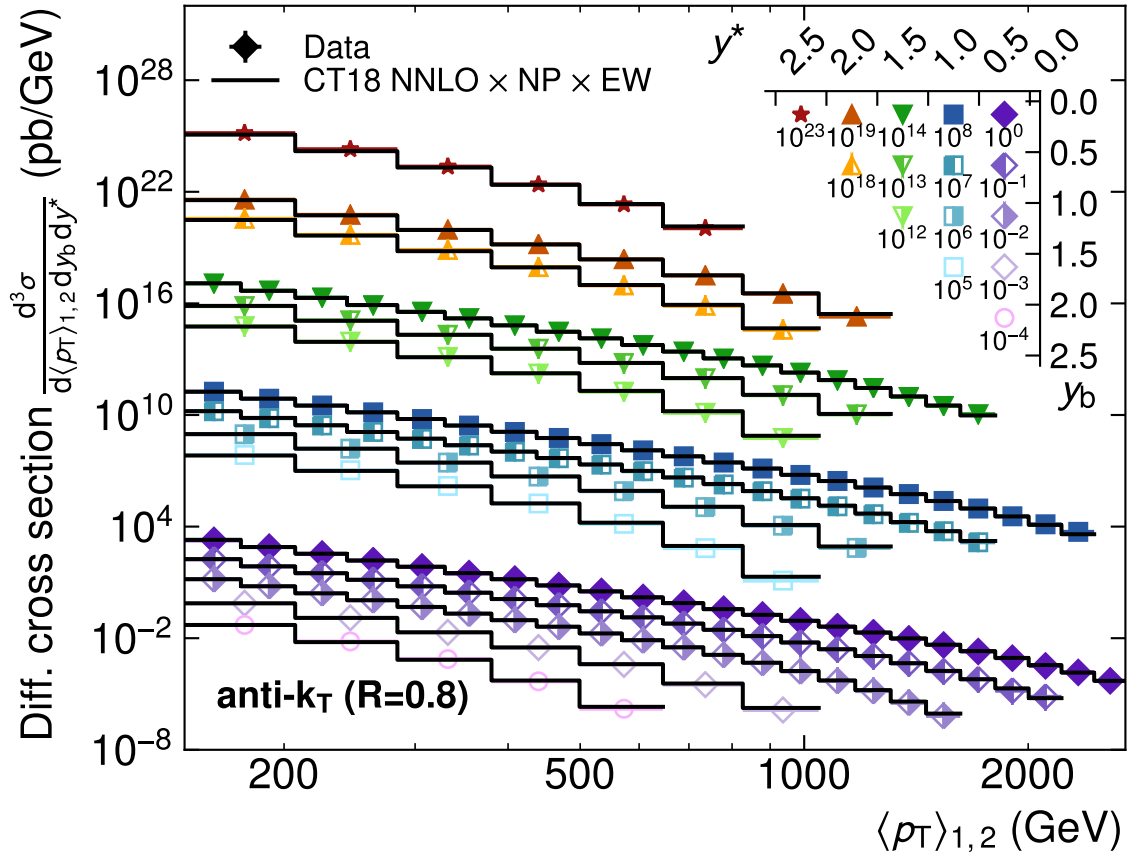 Diff. cross section d³σ / d⟨p_T⟩_{1,2} dy_b dy* (pb/GeV)
10^28
10^22
10^16
10^10
10^4
10^−2
10^−8
Data
CT18 NNLO × NP × EW
y*
2.5 2.0 1.5 1.0 0.5 0.0
0.0
10^23 10^19 10^14 10^8 10^0
0.5
10^18 10^13 10^7 10^−1
1.0
10^12 10^6 10^−2
1.5
10^5 10^−3
2.0
10^−4
2.5
y_b
anti-k_T (R=0.8)
200 500 1000 2000
⟨p_T⟩_{1,2} (GeV)